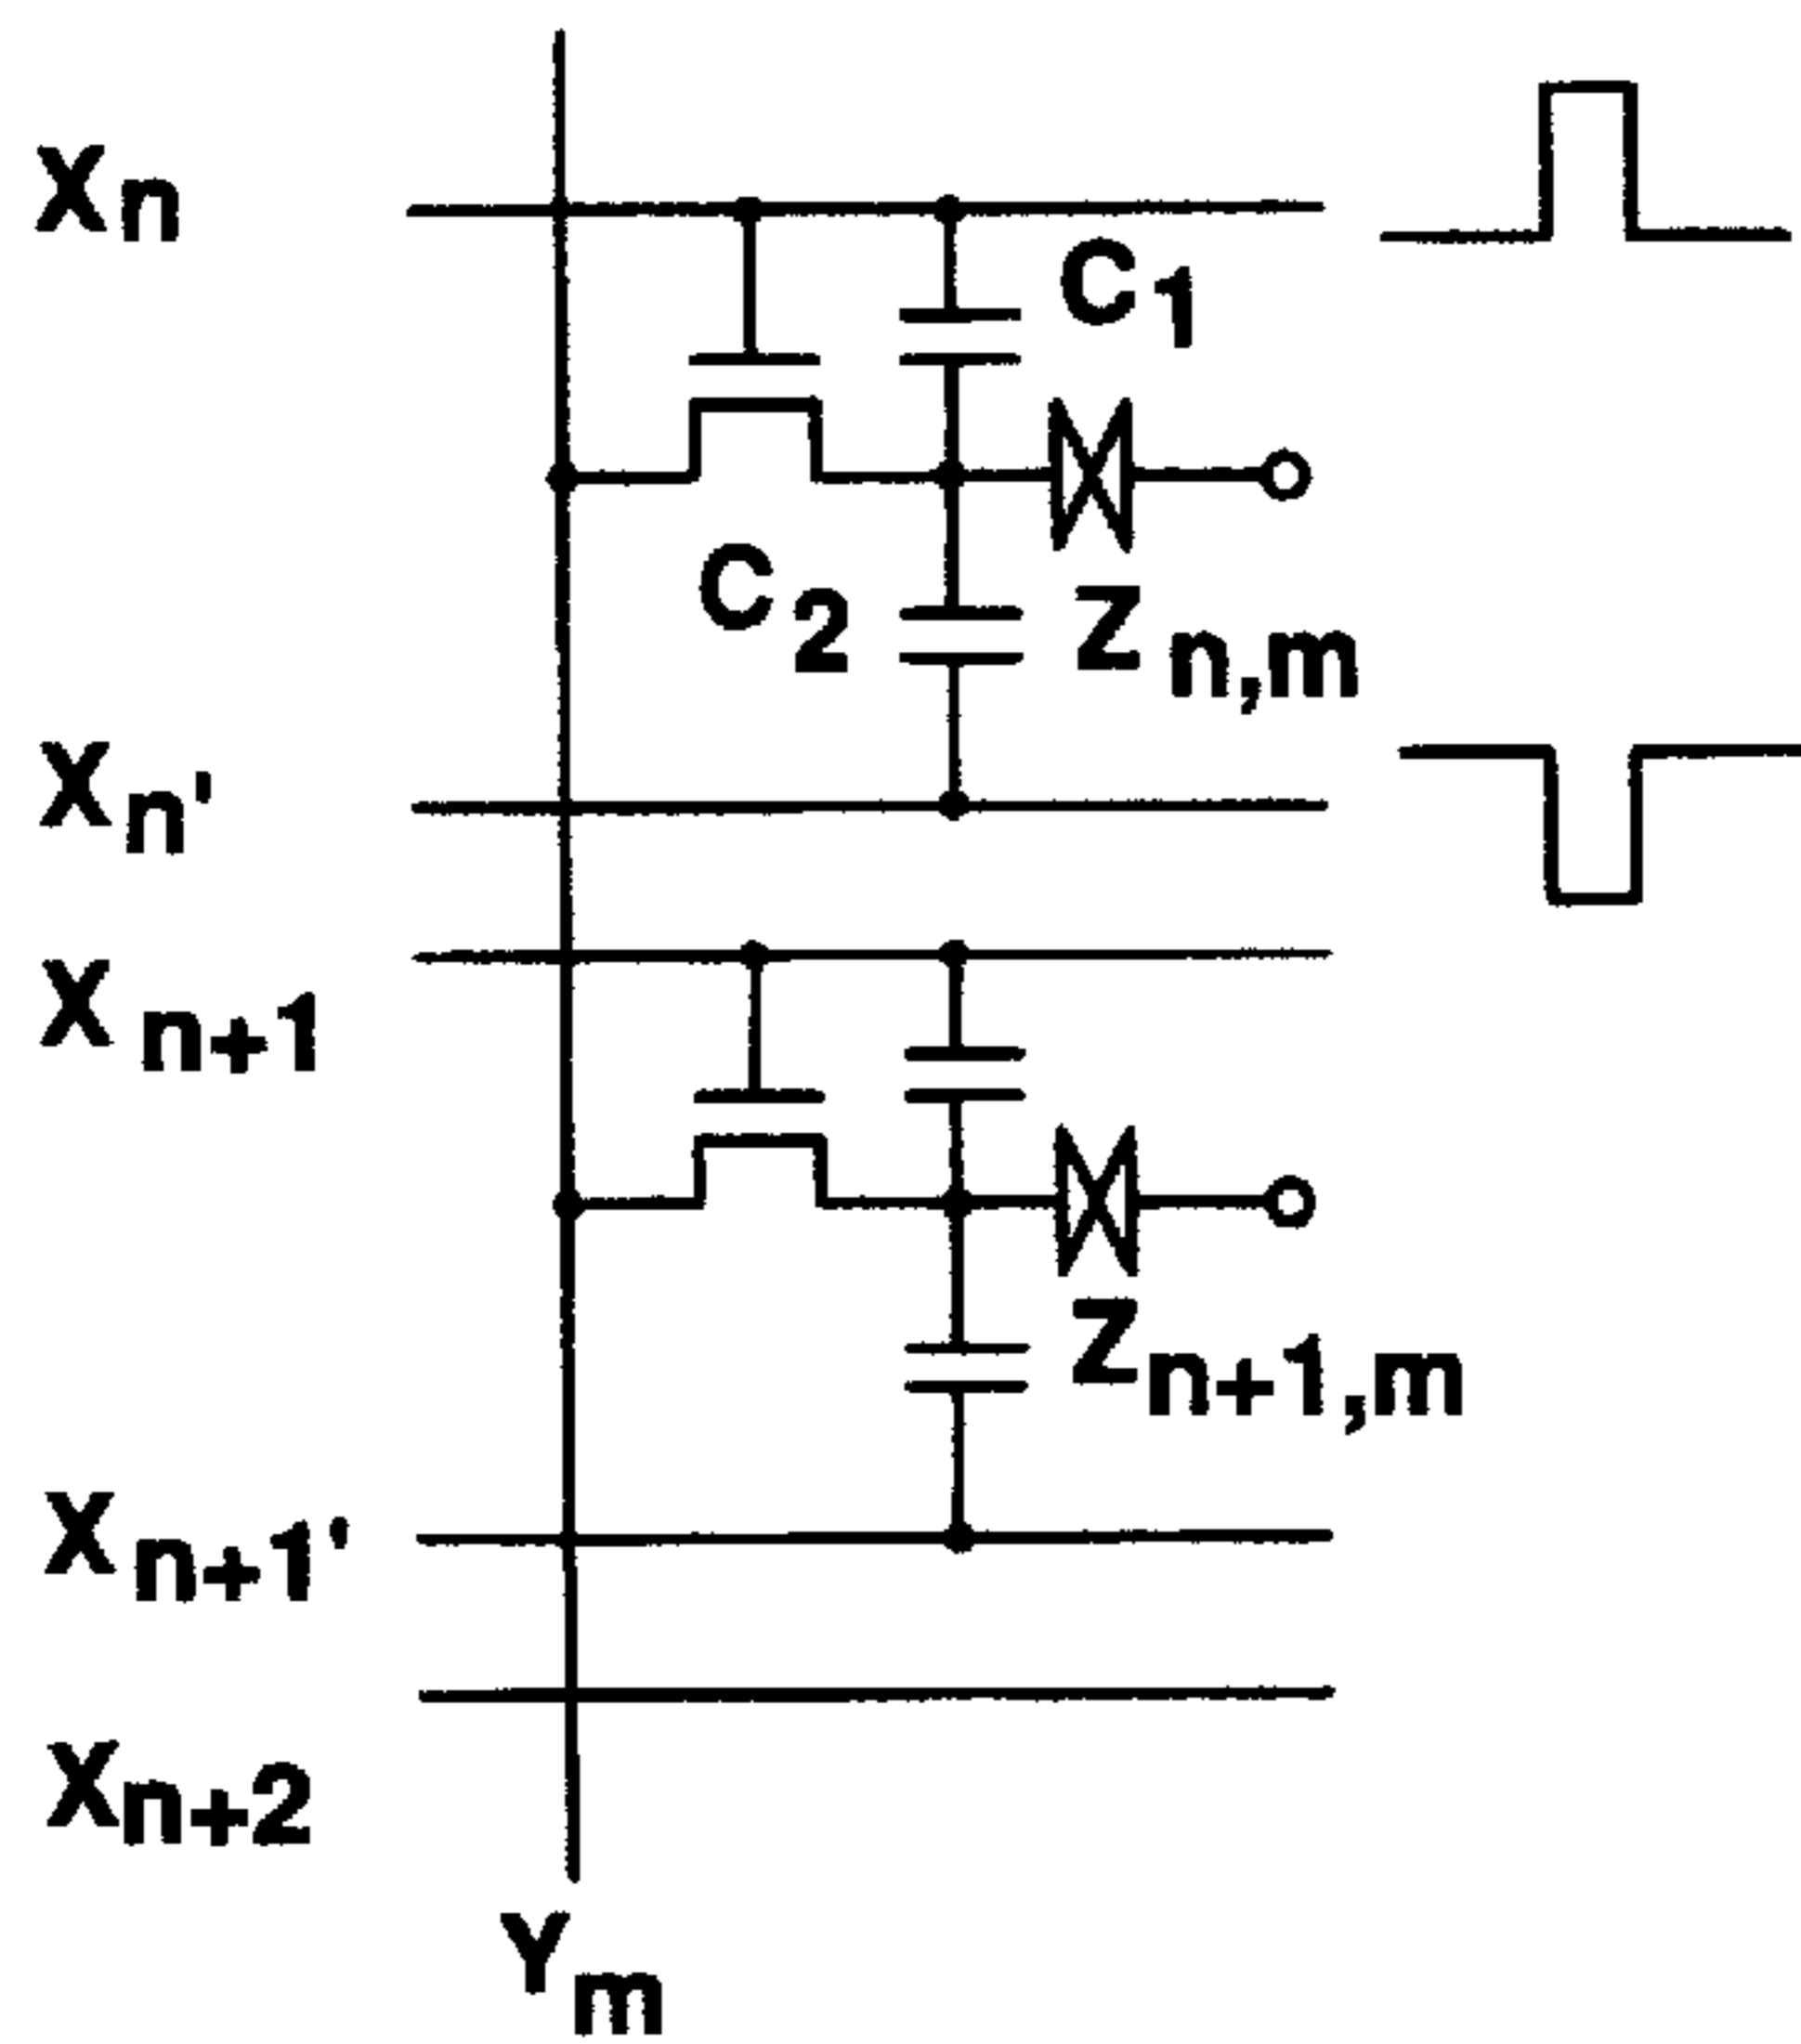 Xn
C1
C2
Zn,m
Xn'
Xn+1
Zn+1,m
Xn+1'
Xn+2
Ym